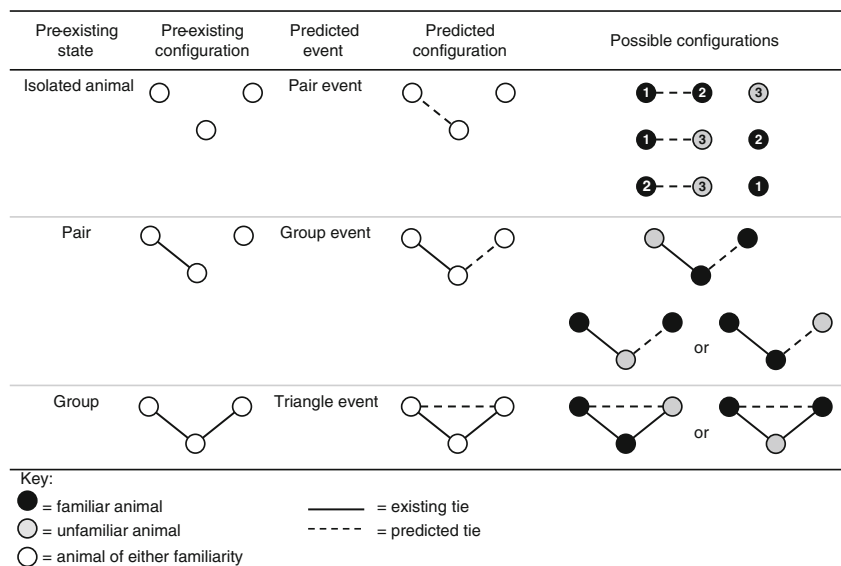 Pre-existing state
Pre-existing configuration
Predicted event
Predicted configuration
Possible configurations
Isolated animal
Pair event
1 2 3
1 3 2
2 3 1
Pair
Group event
or
Group
Triangle event
or
Key:
= familiar animal
= unfamiliar animal
= animal of either familiarity
= existing tie
= predicted tie